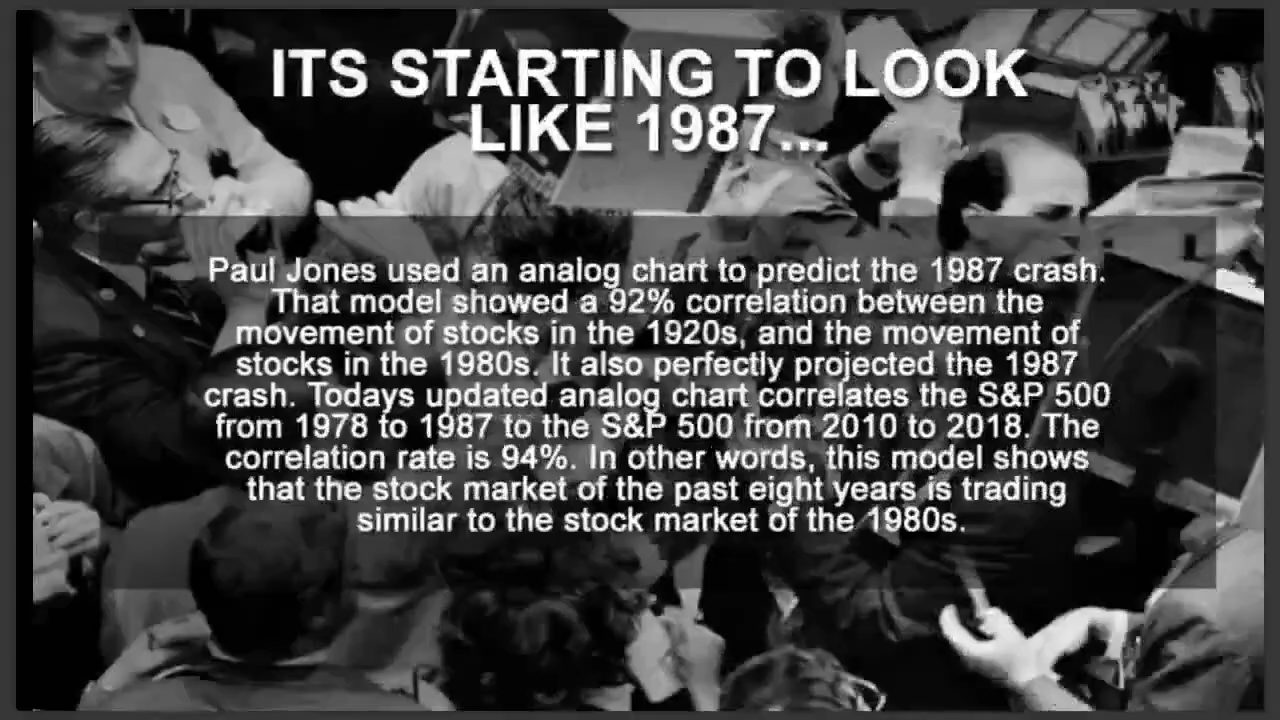 ITS STARTING TO LOOK
LIKE 1987...
Paul Jones used an analog chart to predict the 1987 crash.
That model showed a 92% correlation between the
movement of stocks in the 1920s, and the movement of
stocks in the 1980s. It also perfectly projected the 1987
crash. Todays updated analog chart correlates the S&P 500
from 1978 to 1987 to the S&P 500 from 2010 to 2018. The
correlation rate is 94%. In other words, this model shows
that the stock market of the past eight years is trading
similar to the stock market of the 1980s.